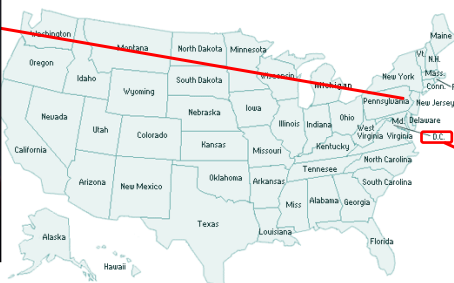 Washington
Montana
North Dakota
Minnesota
Maine
Vt.
N.H.
Oregon
Idaho
Wyoming
South Dakota
Wisconsin
Michigan
New York
Mass.
Conn.
Nevada
Utah
Colorado
Nebraska
Iowa
Illinois
Indiana
Ohio
Pennsylvania
New Jersey
Md.
Delaware
D.C.
West
Virginia
Virginia
California
Kansas
Missouri
Kentucky
Arizona
New Mexico
Oklahoma
Arkansas
Tennessee
North Carolina
South Carolina
Texas
Louisiana
Miss
Alabama
Georgia
Florida
Alaska
Hawaii